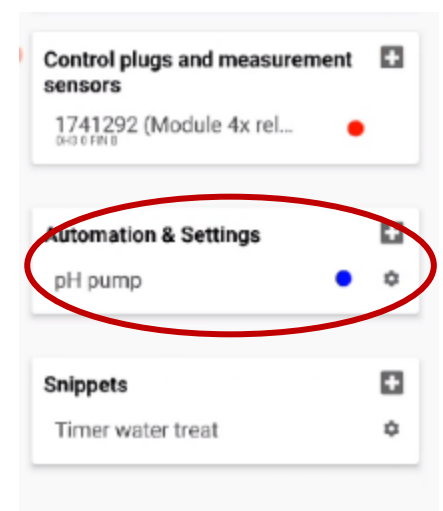 Control plugs and measurement
sensors
1741292 (Module 4x rel...
Automation & Settings
pH pump
Snippets
Timer water treat